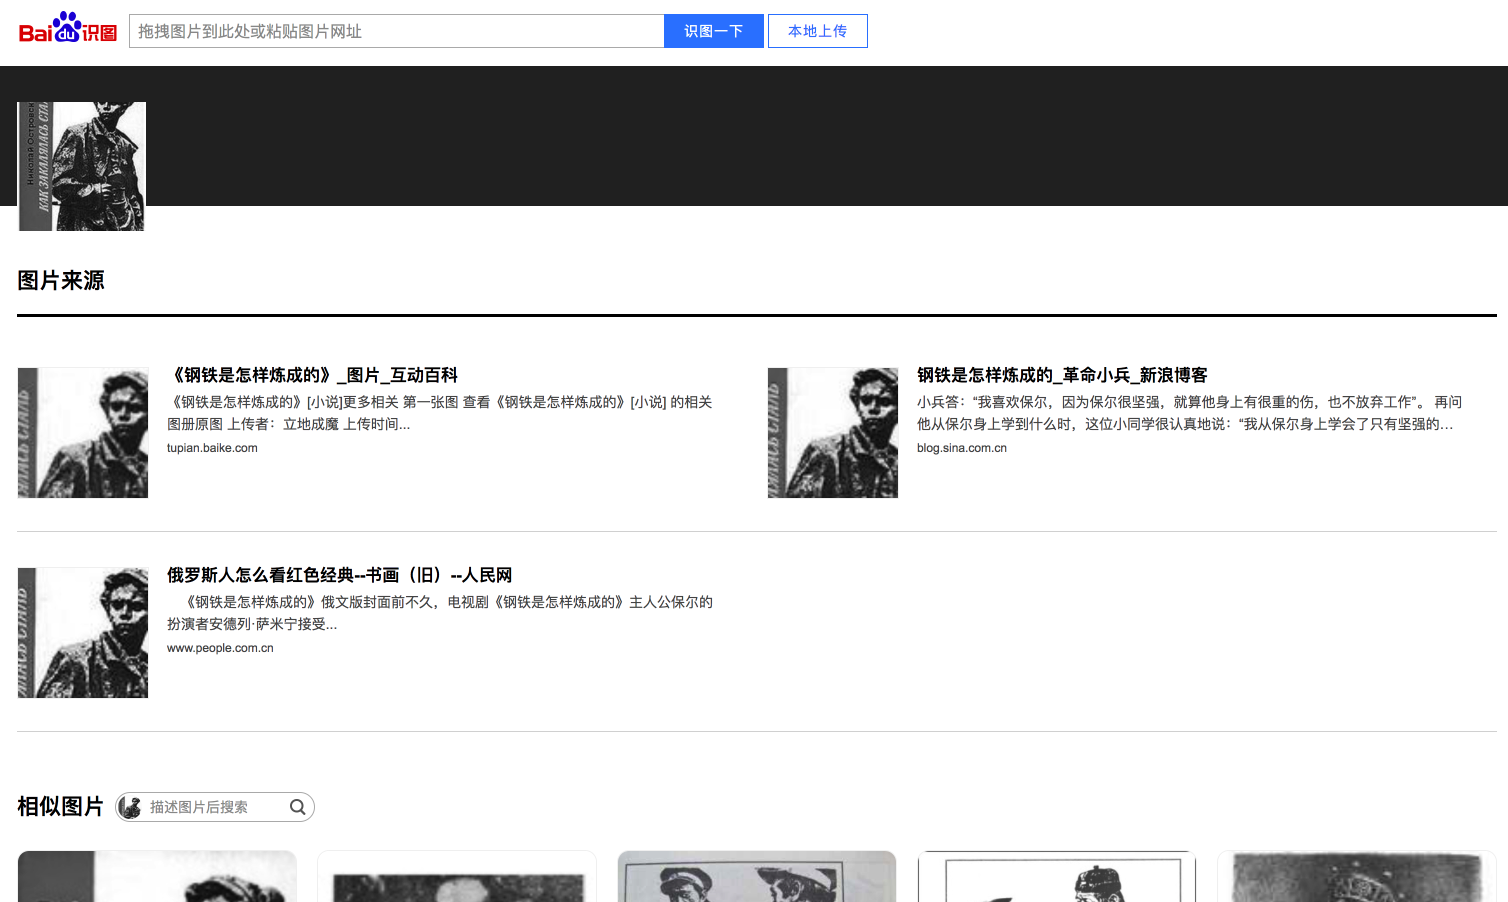 Bai du 识图
拖拽图片到此处或粘贴图片网址
识图一下
本地上传
Николай Островск
КАК ЗАКАЛЯЛАСЬ СТАЛ
图片来源
《钢铁是怎样炼成的》_图片_互动百科
《钢铁是怎样炼成的》[小说]更多相关 第一张图 查看《钢铁是怎样炼成的》[小说] 的相关
图册原图 上传者：立地成魔 上传时间...
tupian.baike.com
钢铁是怎样炼成的_革命小兵_新浪博客
小兵答：“我喜欢保尔，因为保尔很坚强，就算他身上有很重的伤，也不放弃工作”。 再问
他从保尔身上学到什么时，这位小同学很认真地说：“我从保尔身上学会了只有坚强的...
blog.sina.com.cn
俄罗斯人怎么看红色经典--书画（旧）--人民网
《钢铁是怎样炼成的》俄文版封面前不久，电视剧《钢铁是怎样炼成的》主人公保尔的
扮演者安德列·萨米宁接受...
www.people.com.cn
相似图片
描述图片后搜索